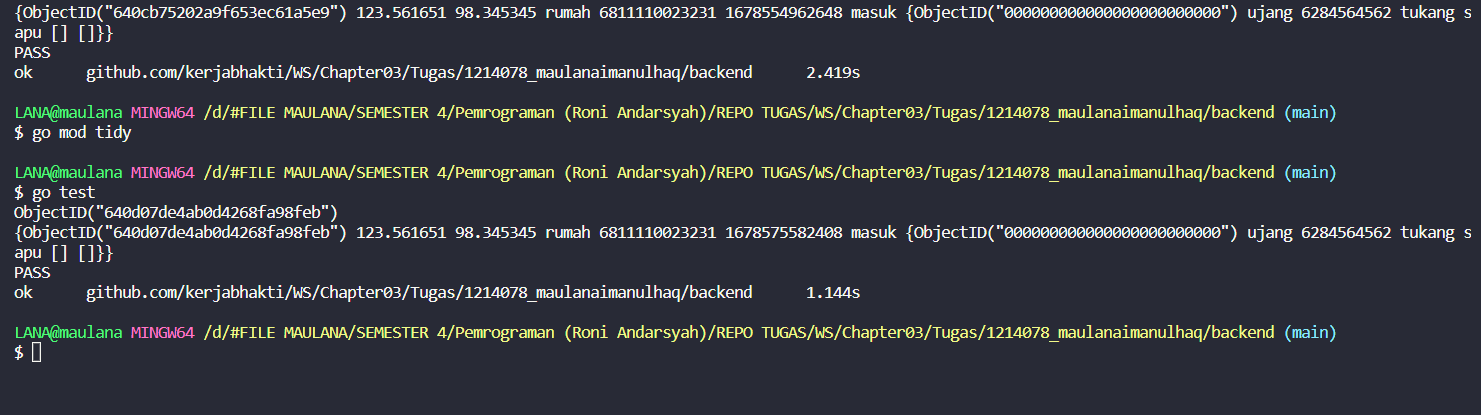 {ObjectID("640cb75202a9f653ec61a5e9") 123.561651 98.345345 rumah 6811110023231 1678554962648 masuk {ObjectID("000000000000000000000000") ujang 6284564562 tukang s
apu [] []}}
PASS
ok      github.com/kerjabhakti/WS/Chapter03/Tugas/1214078_maulanaimanulhaq/backend      2.419s
LANA@maulana MINGW64 /d/#FILE MAULANA/SEMESTER 4/Pemrograman (Roni Andarsyah)/REPO TUGAS/WS/Chapter03/Tugas/1214078_maulanaimanulhaq/backend (main)
$ go mod tidy
LANA@maulana MINGW64 /d/#FILE MAULANA/SEMESTER 4/Pemrograman (Roni Andarsyah)/REPO TUGAS/WS/Chapter03/Tugas/1214078_maulanaimanulhaq/backend (main)
$ go test
ObjectID("640d07de4ab0d4268fa98feb")
{ObjectID("640d07de4ab0d4268fa98feb") 123.561651 98.345345 rumah 6811110023231 1678575582408 masuk {ObjectID("000000000000000000000000") ujang 6284564562 tukang s
apu [] []}}
PASS
ok      github.com/kerjabhakti/WS/Chapter03/Tugas/1214078_maulanaimanulhaq/backend      1.144s
LANA@maulana MINGW64 /d/#FILE MAULANA/SEMESTER 4/Pemrograman (Roni Andarsyah)/REPO TUGAS/WS/Chapter03/Tugas/1214078_maulanaimanulhaq/backend (main)
$